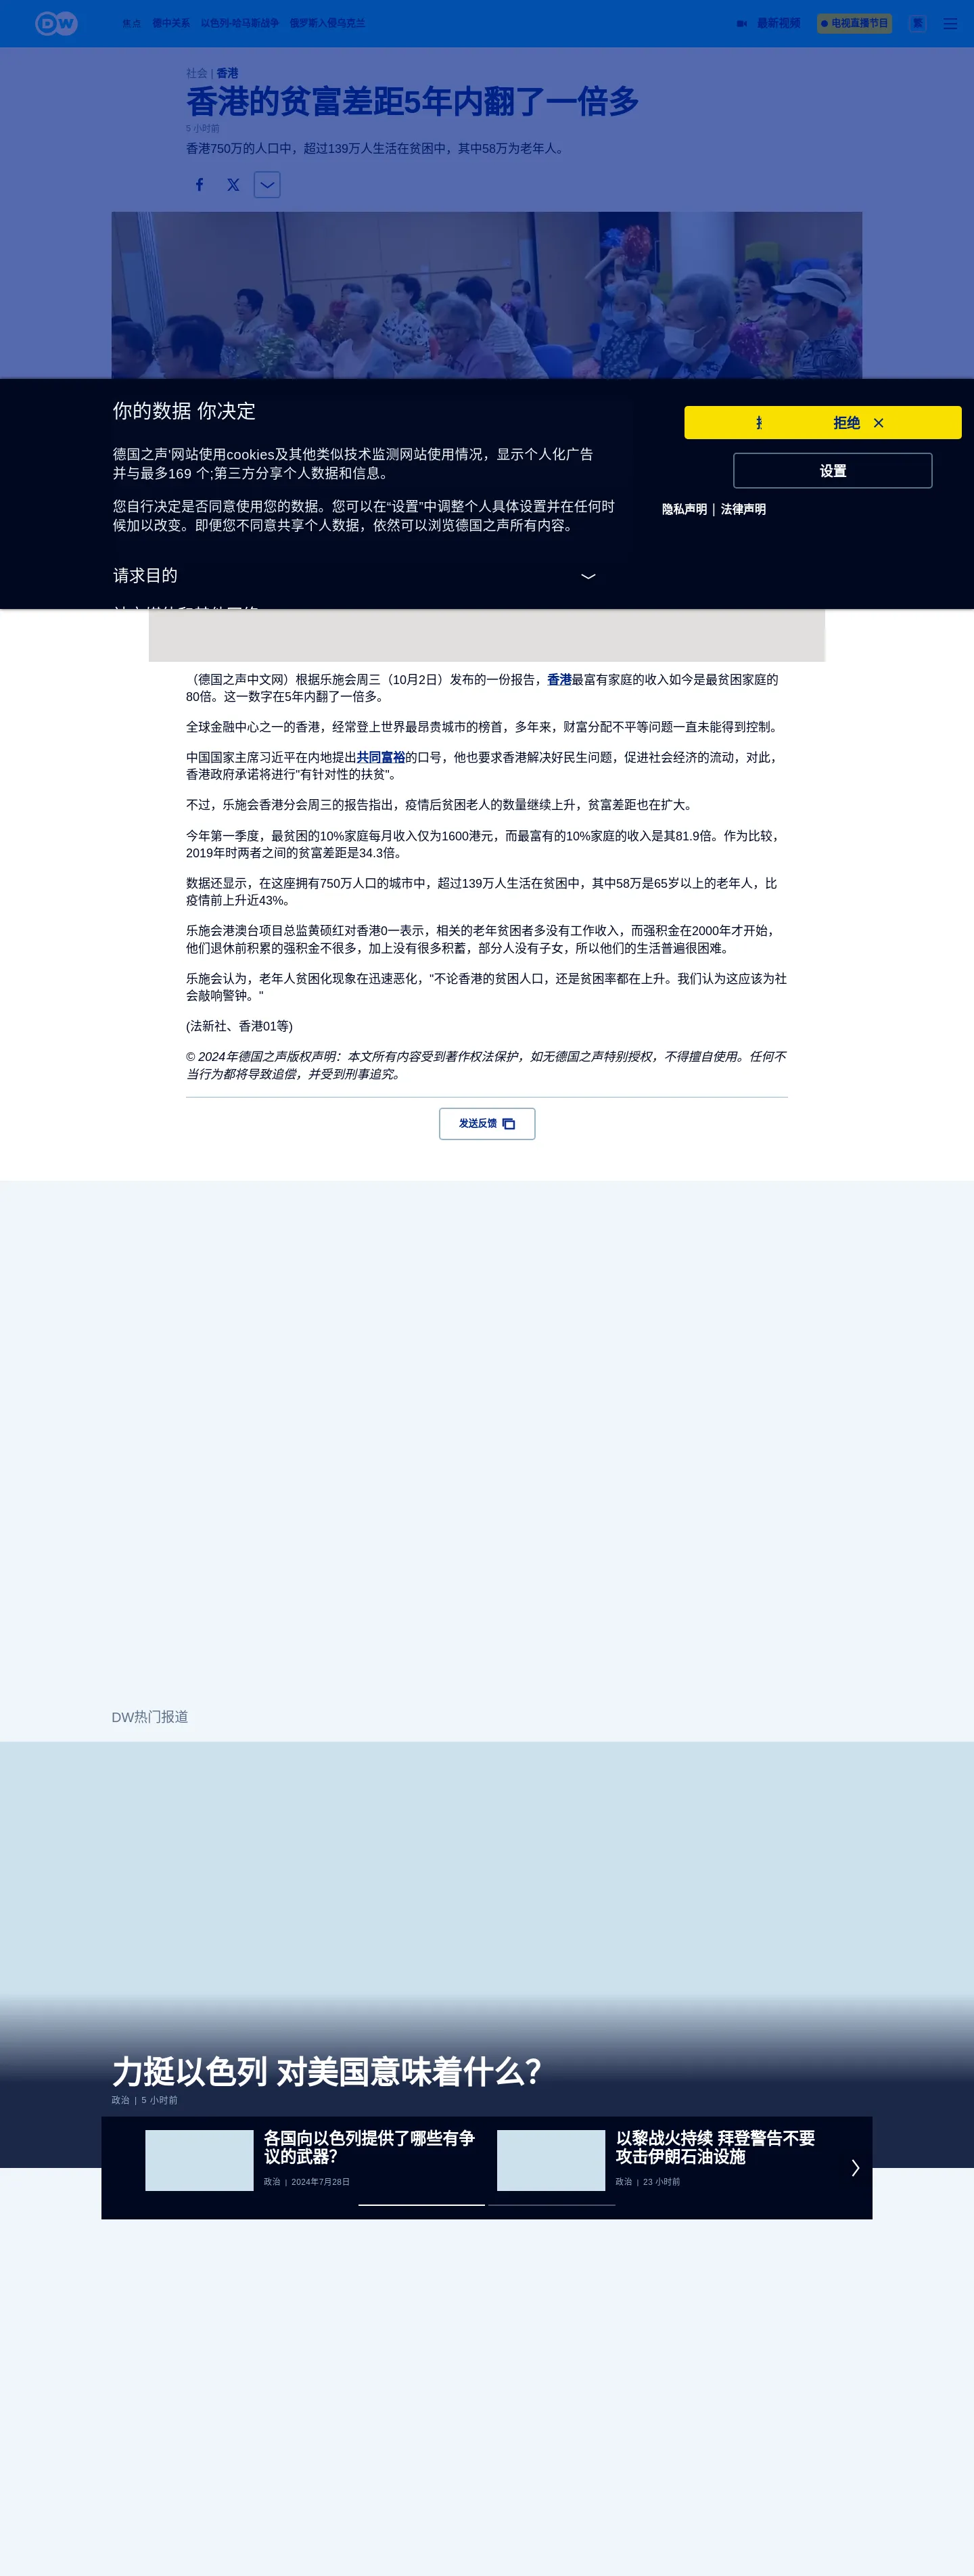 DW
焦点 德中关系 以色列-哈马斯战争 俄罗斯入侵乌克兰
最新视频 电视直播节目 繁
社会 | 香港
香港的贫富差距5年内翻了一倍多
5 小时前
香港750万的人口中，超过139万人生活在贫困中，其中58万为老年人。
你的数据 你决定
拒绝
德国之声'网站使用cookies及其他类似技术监测网站使用情况，显示个人化广告
并与最多169 个;第三方分享个人数据和信息。
设置
您自行决定是否同意使用您的数据。您可以在“设置”中调整个人具体设置并在任何时
候加以改变。即便您不同意共享个人数据，依然可以浏览德国之声所有内容。
隐私声明 | 法律声明
请求目的
（德国之声中文网）根据乐施会周三（10月2日）发布的一份报告，香港最富有家庭的收入如今是最贫困家庭的
80倍。这一数字在5年内翻了一倍多。
全球金融中心之一的香港，经常登上世界最昂贵城市的榜首，多年来，财富分配不平等问题一直未能得到控制。
中国国家主席习近平在内地提出共同富裕的口号，他也要求香港解决好民生问题，促进社会经济的流动，对此，
香港政府承诺将进行"有针对性的扶贫"。
不过，乐施会香港分会周三的报告指出，疫情后贫困老人的数量继续上升，贫富差距也在扩大。
今年第一季度，最贫困的10%家庭每月收入仅为1600港元，而最富有的10%家庭的收入是其81.9倍。作为比较，
2019年时两者之间的贫富差距是34.3倍。
数据还显示，在这座拥有750万人口的城市中，超过139万人生活在贫困中，其中58万是65岁以上的老年人，比
疫情前上升近43%。
乐施会港澳台项目总监黄硕红对香港0一表示，相关的老年贫困者多没有工作收入，而强积金在2000年才开始，
他们退休前积累的强积金不很多，加上没有很多积蓄，部分人没有子女，所以他们的生活普遍很困难。
乐施会认为，老年人贫困化现象在迅速恶化，"不论香港的贫困人口，还是贫困率都在上升。我们认为这应该为社
会敲响警钟。"
(法新社、香港01等)
© 2024年德国之声版权声明：本文所有内容受到著作权法保护，如无德国之声特别授权，不得擅自使用。任何不
当行为都将导致追偿，并受到刑事追究。
发送反馈
DW热门报道
力挺以色列 对美国意味着什么？
政治 | 5 小时前
各国向以色列提供了哪些有争
议的武器？
政治 | 2024年7月28日
以黎战火持续 拜登警告不要
攻击伊朗石油设施
政治 | 23 小时前